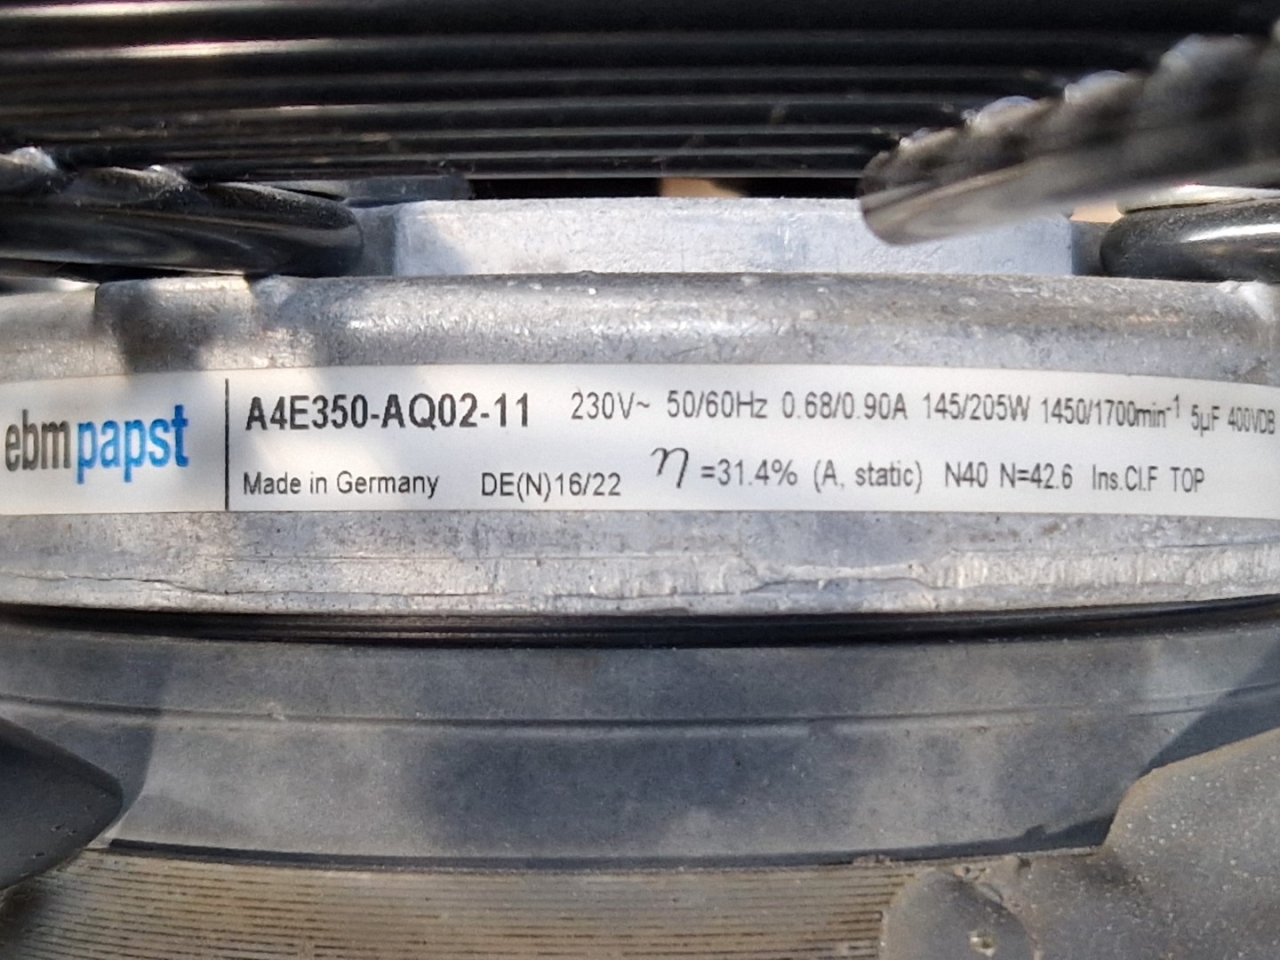 ebmpapst
A4E350-AQ02-11 230V~ 50/60Hz 0.68/0.90A 145/205W 1450/1700min⁻¹ 5µF 400VDB
Made in Germany DE(N)16/22 η =31.4% (A, static) N40 N=42.6 Ins.Cl.F TOP